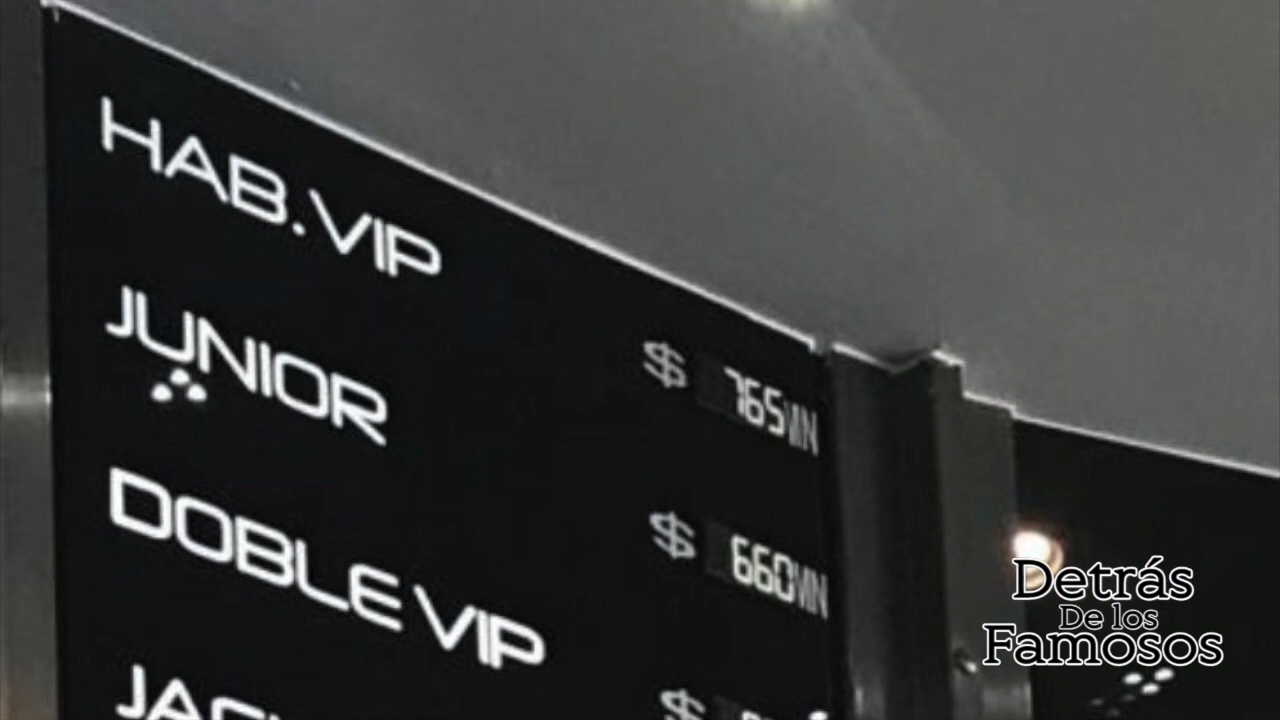 HAB. VIP
JUNIOR
$ 765MN
DOBLE VIP
$ 660MN
$
Detrás
De los
Famosos